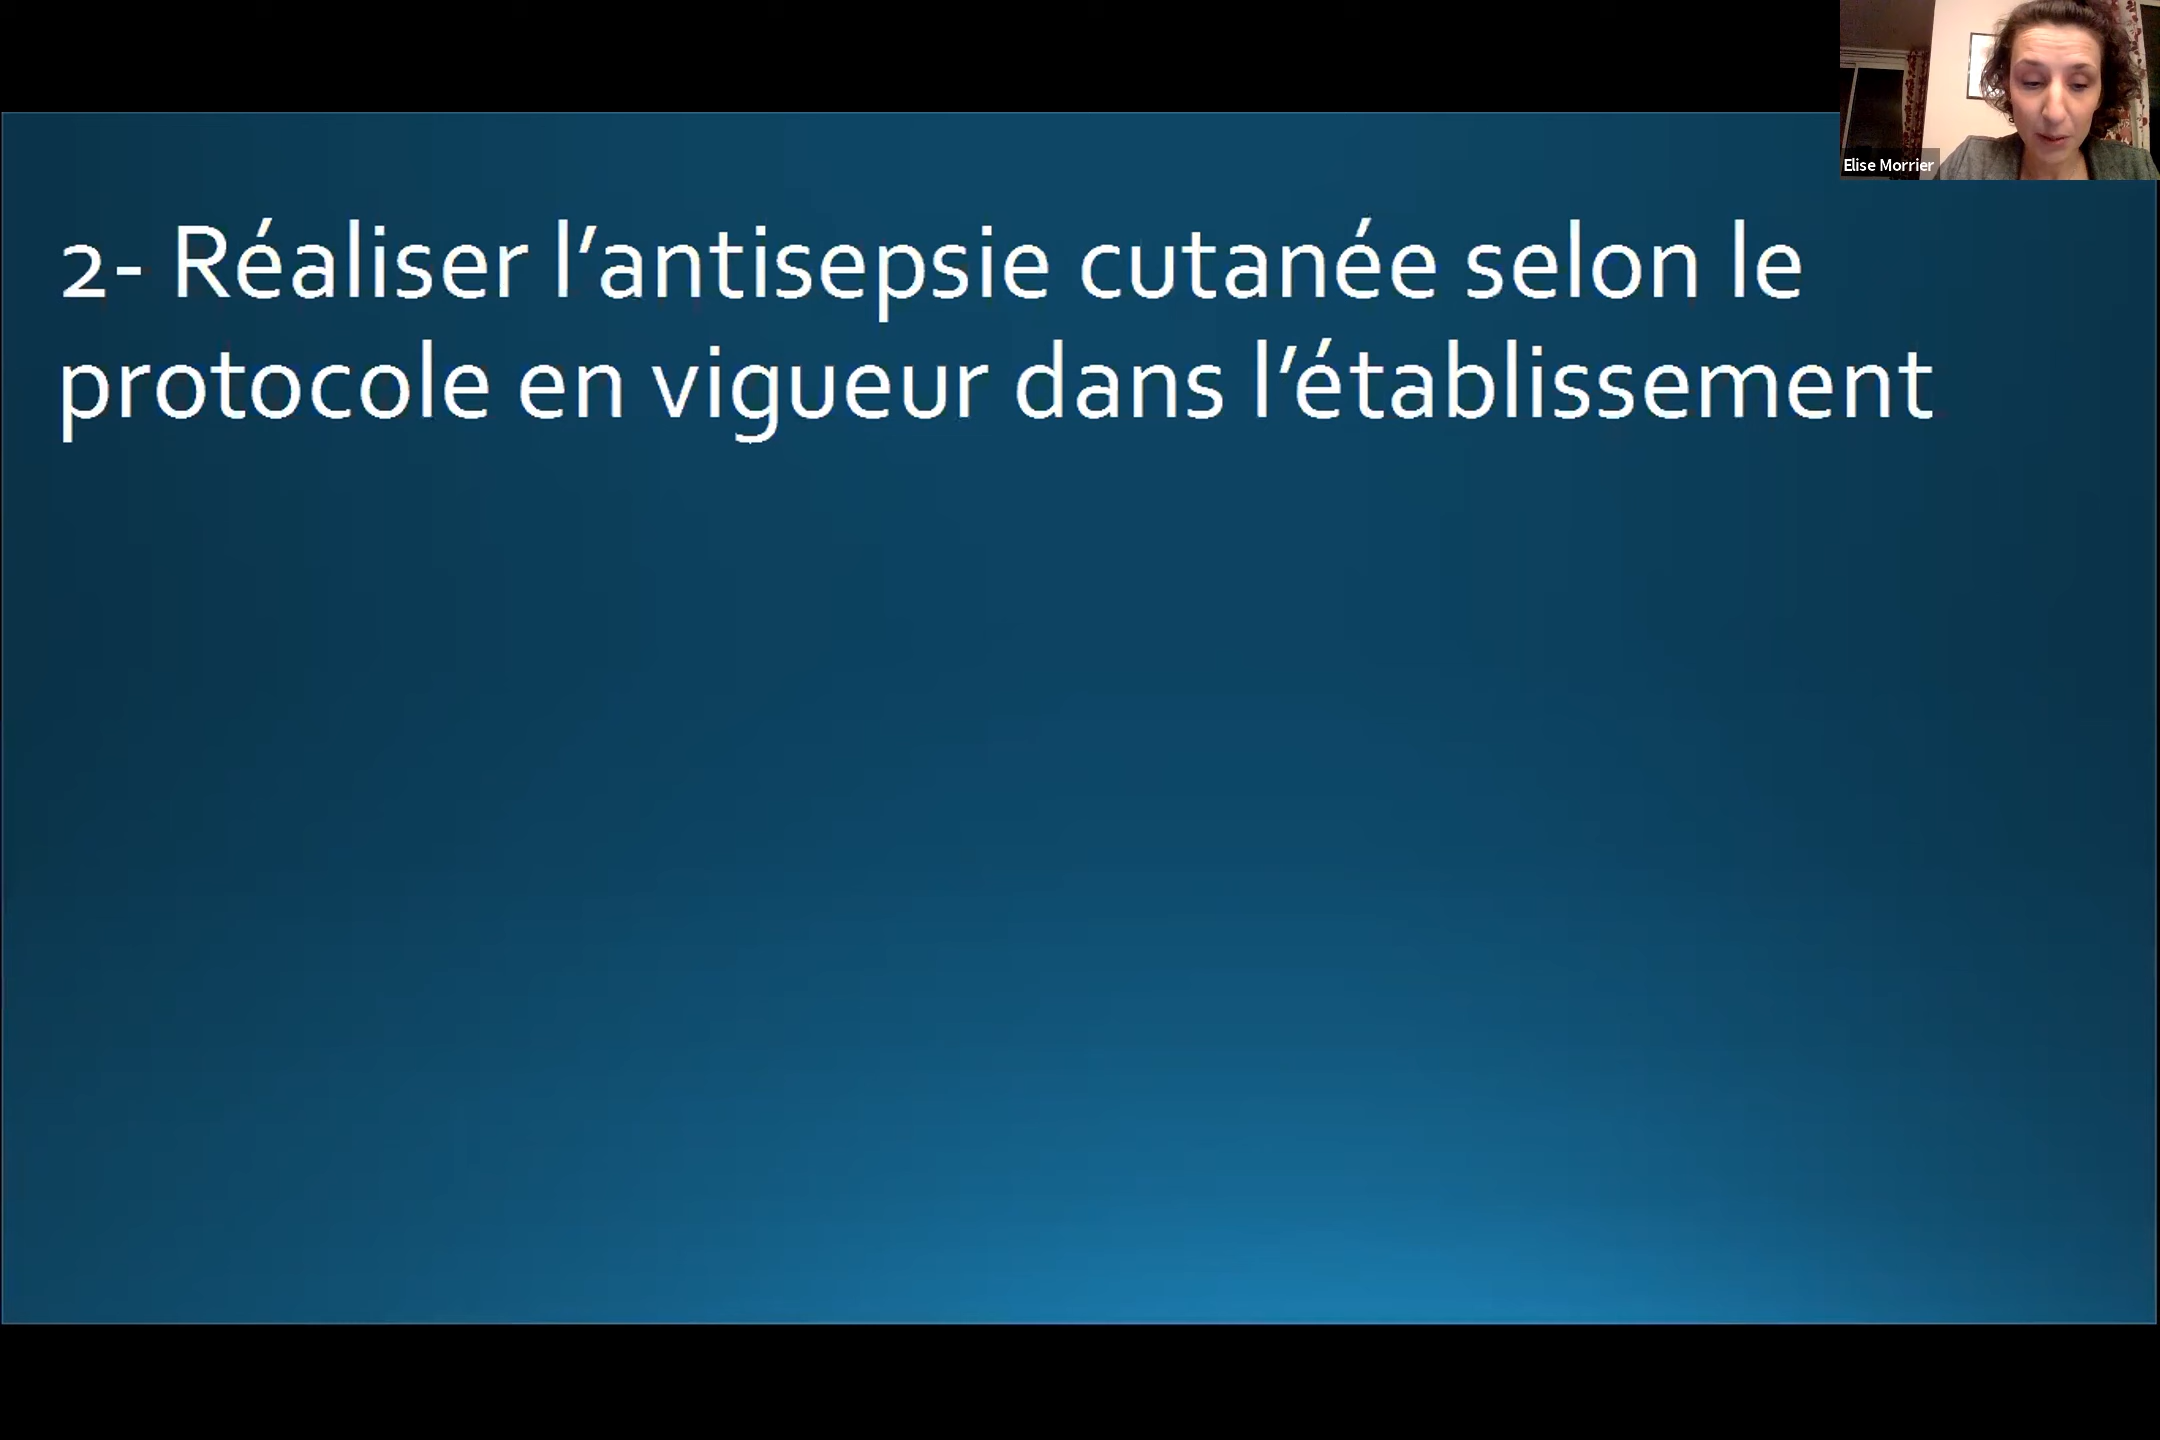 2- Réaliser l’antisepsie cutanée selon le
protocole en vigueur dans l’établissement
Elise Morrier